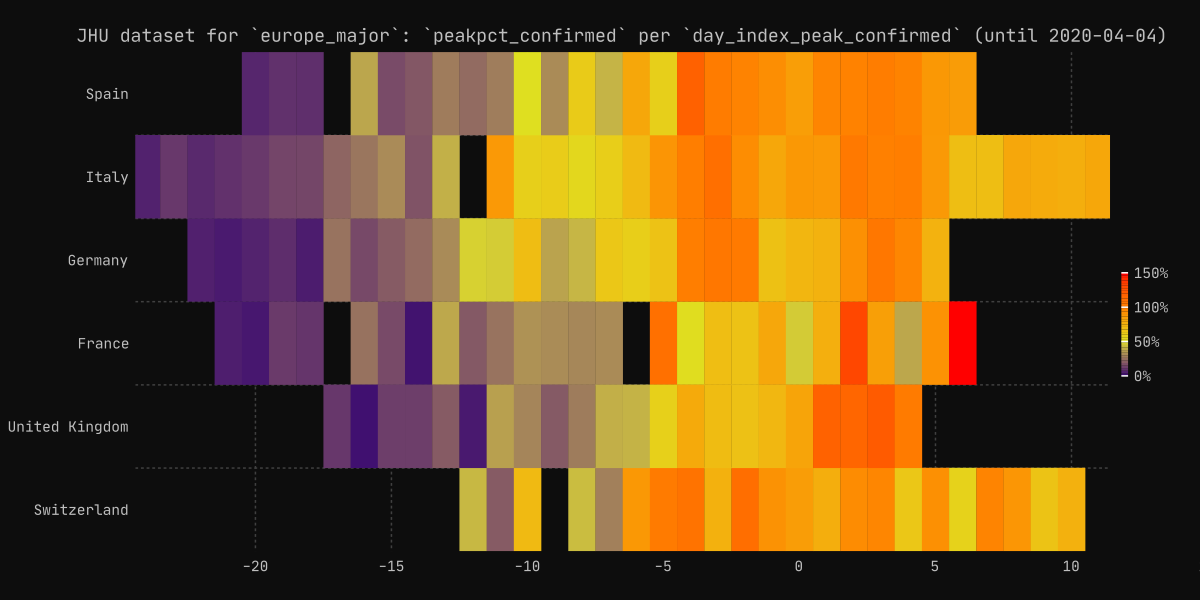 JHU dataset for `europe_major`: `peakpct_confirmed` per `day_index_peak_confirmed` (until 2020-04-04)
Spain
Italy
Germany
France
United Kingdom
Switzerland
-20 -15 -10 -5 0 5 10
150%
100%
50%
0%